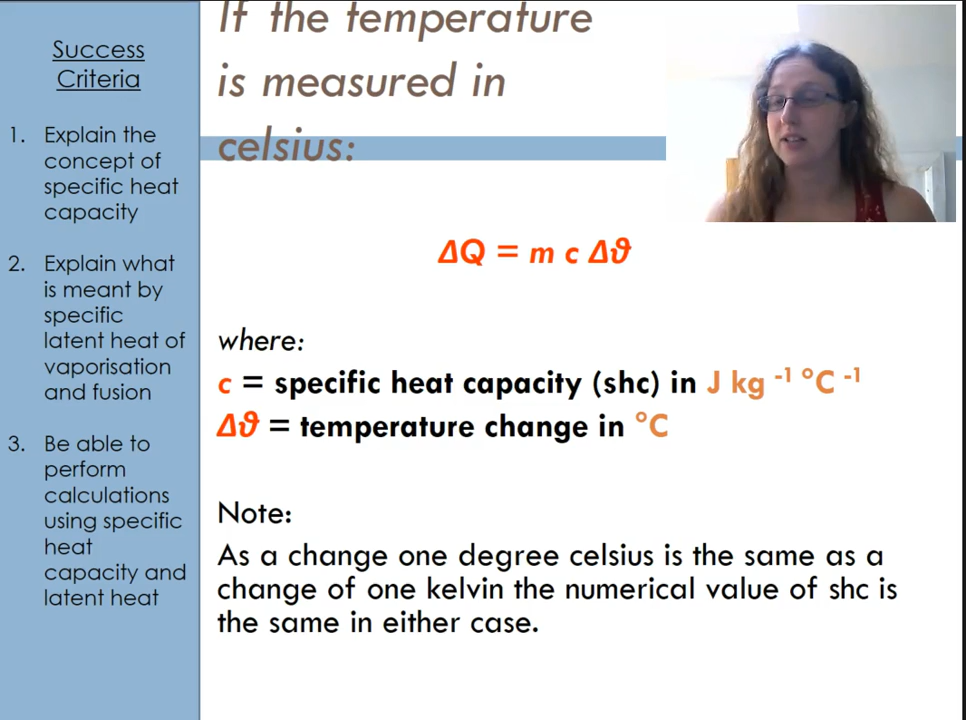 Success
Criteria
1. Explain the
concept of
specific heat
capacity
2. Explain what
is meant by
specific
latent heat of
vaporisation
and fusion
3. Be able to
perform
calculations
using specific
heat
capacity and
latent heat
If the temperature
is measured in
celsius:
ΔQ = m c Δϑ
where:
c = specific heat capacity (shc) in J kg ⁻¹ °C ⁻¹
Δϑ = temperature change in °C
Note:
As a change one degree celsius is the same as a
change of one kelvin the numerical value of shc is
the same in either case.